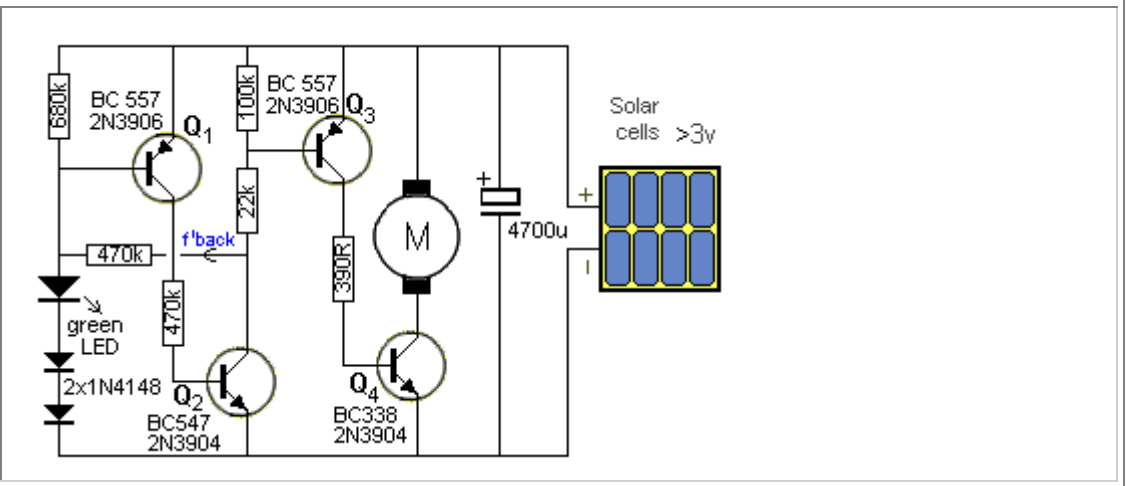 680k
BC 557
2N3906
Q1
100k
BC 557
2N3906
Q3
Solar
cells >3v
+
22k
+
4700u
M
f'back
470k
390R
-
green
LED
470k
2x1N4148
Q2
BC547
2N3904
Q4
BC338
2N3904